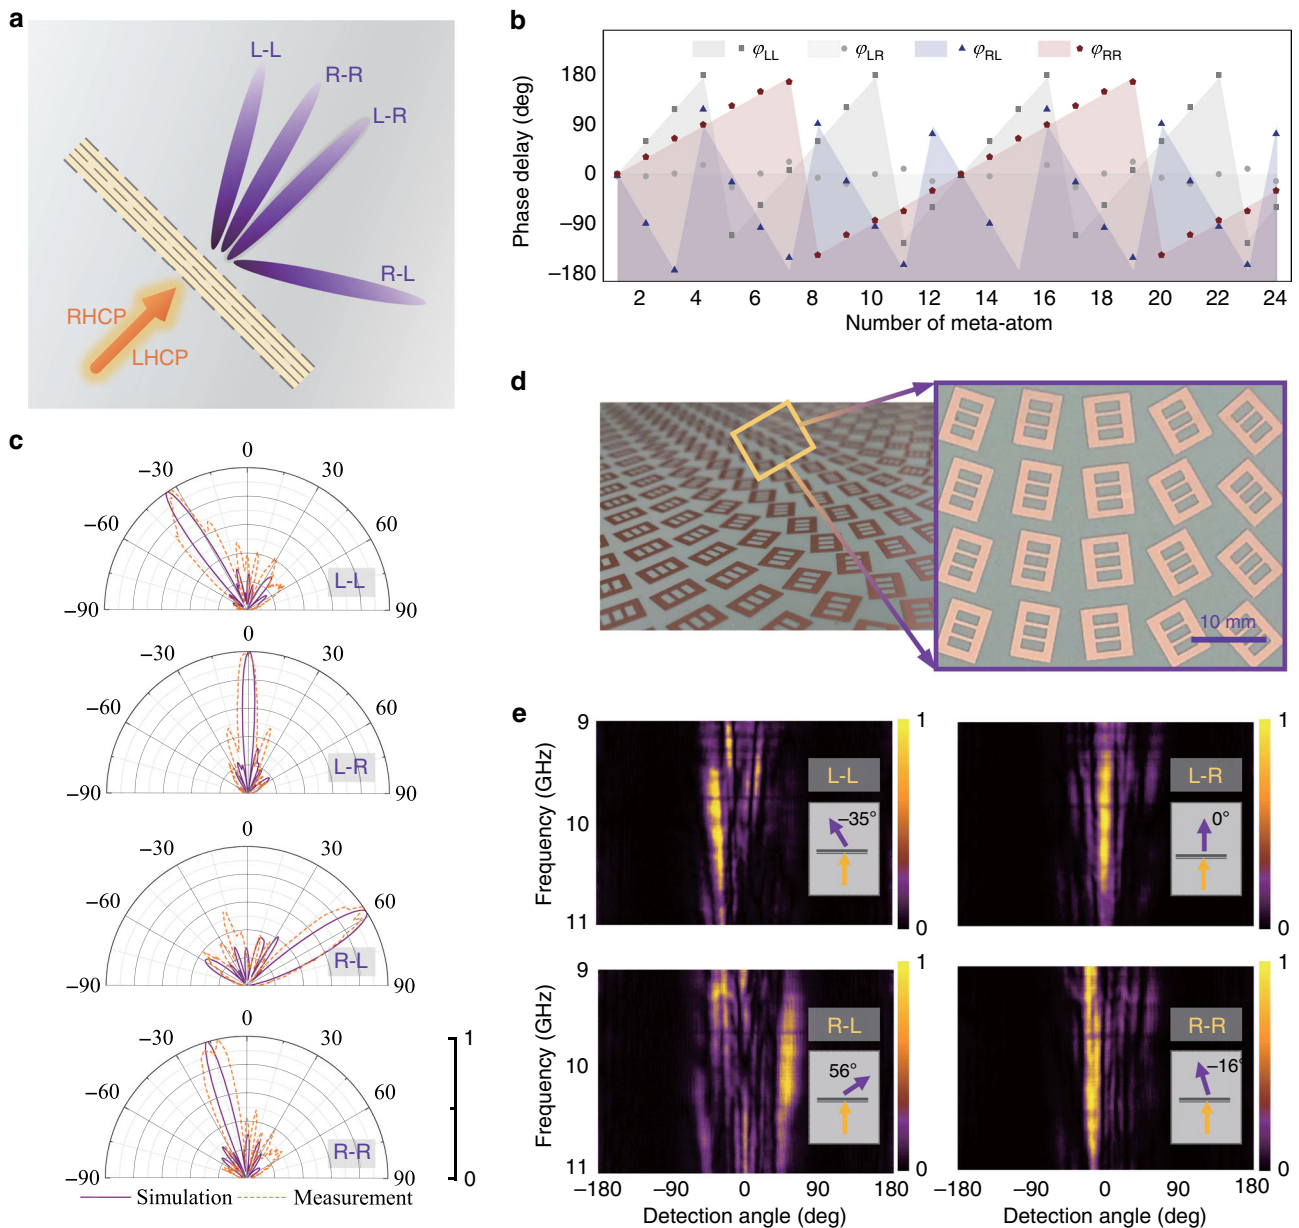 a
L-L
R-R
L-R
R-L
RHCP
LHCP
b
φLL
φLR
φRL
φRR
Phase delay (deg)
180
90
0
−90
−180
2 4 6 8 10 12 14 16 18 20 22 24
Number of meta-atom
c
0
−30 30
−60 60
−90 90
L-L
0
−30 30
−60 60
−90 90
L-R
0
−30 30
−60 60
−90 90
R-L
0
−30 30
−60 60
−90 90
R-R
1
0
Simulation Measurement
d
10 mm
e
Frequency (GHz)
9
10
11
L-L
−35°
1
0
L-R
0°
1
0
Frequency (GHz)
9
10
11
R-L
56°
1
0
R-R
−16°
1
0
−180 −90 0 90 180
Detection angle (deg)
−180 −90 0 90 180
Detection angle (deg)